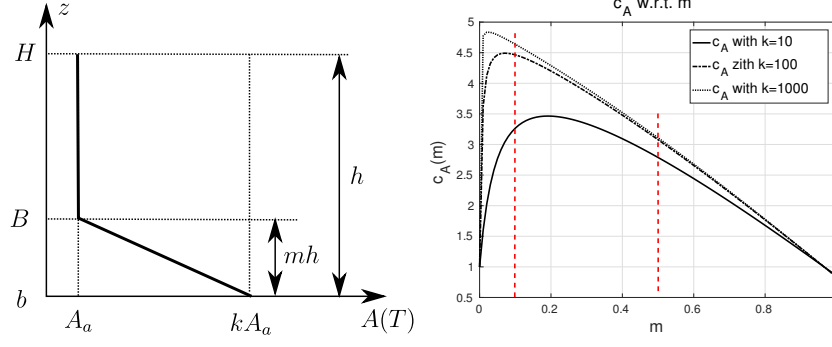 z
H
h
B
mh
b
A_a
kA_a
A(T)
c_A w.r.t. m
5
4.5
4
3.5
3
2.5
2
1.5
1
0.5
c_A(m)
c_A with k=10
c_A zith k=100
c_A with k=1000
0
0.2
0.4
0.6
0.8
m